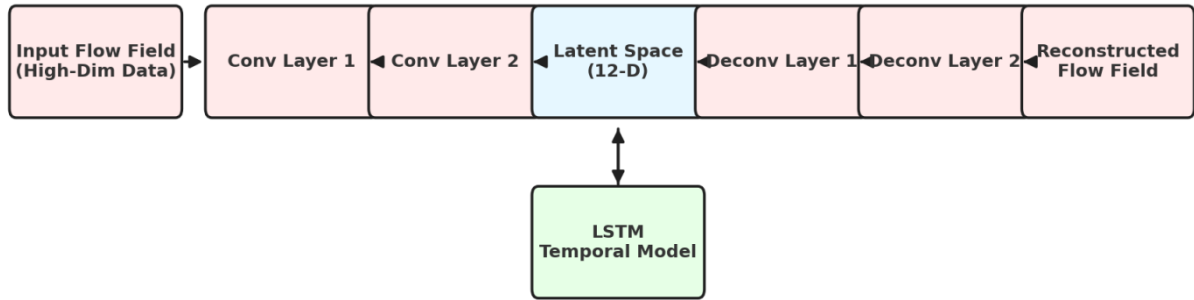 Input Flow Field
(High-Dim Data)
Conv Layer 1
Conv Layer 2
Latent Space
(12-D)
Deconv Layer 1
Deconv Layer 2
Reconstructed
Flow Field
LSTM
Temporal Model